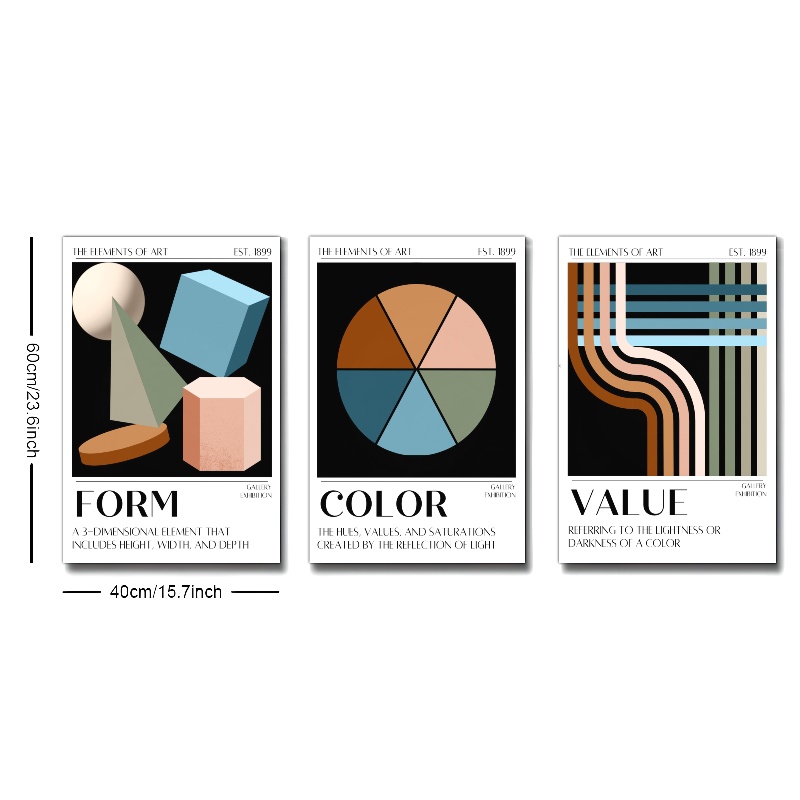 THE ELEMENTS OF ART EST. 1899
FORM
GALLERY
EXHIBITION
A 3-DIMENSIONAL ELEMENT THAT
INCLUDES HEIGHT, WIDTH, AND DEPTH
THE ELEMENTS OF ART EST. 1899
COLOR
GALLERY
EXHIBITION
THE HUES, VALUES, AND SATURATIONS
CREATED BY THE REFLECTION OF LIGHT
THE ELEMENTS OF ART EST. 1899
VALUE
GALLERY
EXHIBITION
REFERRING TO THE LIGHTNESS OR
DARKNESS OF A COLOR
60cm/23.6inch
40cm/15.7inch